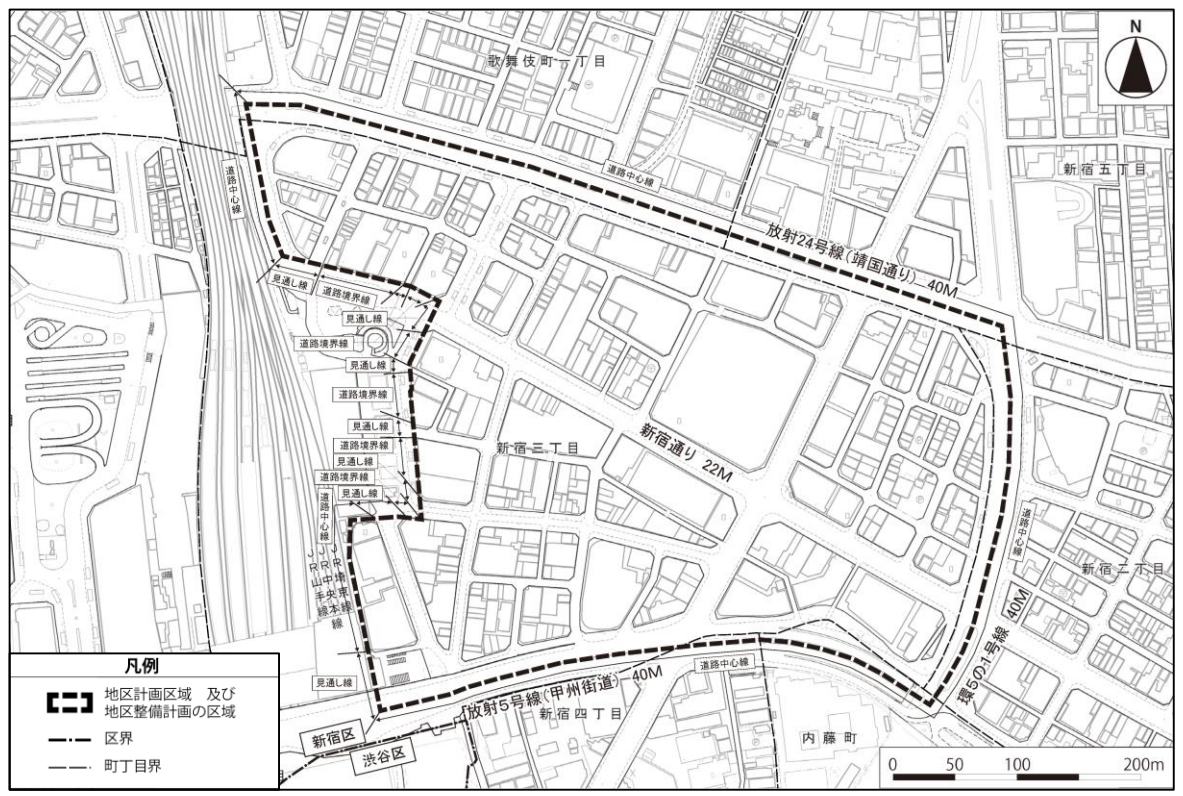 N
歌舞伎町一丁目
新宿五丁目
道路中心線
道路中心線
放射24号線(靖国通り) 40M
見通し線
道路境界線
見通し線
道路境界線
見通し線
道路境界線
見通し線
新宿三丁目
道路境界線
新宿通り 22M
見通し線
道路境界線
見通し線
道路中心線
道路中心線
JR山手線
JR中央本線
JR埼京線
新宿二丁目
環5の1号線 40M
道路中心線
見通し線
放射5号線(甲州街道) 40M
新宿四丁目
内藤町
新宿区
渋谷区
凡例
地区計画区域 及び
地区整備計画の区域
区界
町丁目界
0 50 100 200m